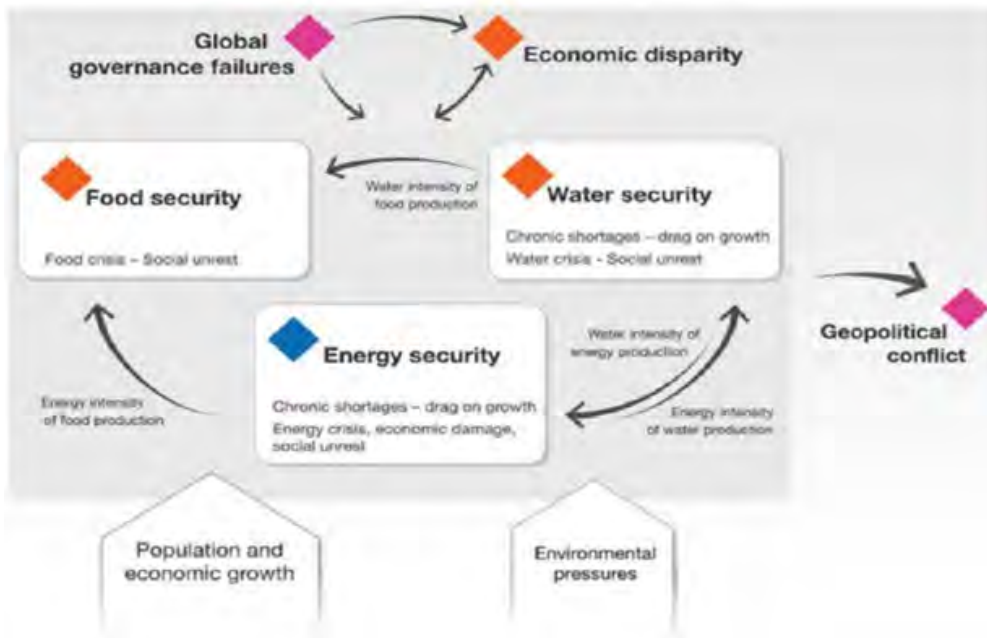 Global
governance failures
Economic disparity
Food security
Food crisis – Social unrest
Water intensity of
food production
Water security
Chronic shortages – drag on growth
Water crisis - Social unrest
Geopolitical
conflict
Energy security
Chronic shortages – drag on growth
Energy crisis, economic damage,
social unrest
Water intensity of
energy production
Energy intensity
of food production
Energy intensity
of water production
Population and
economic growth
Environmental
pressures